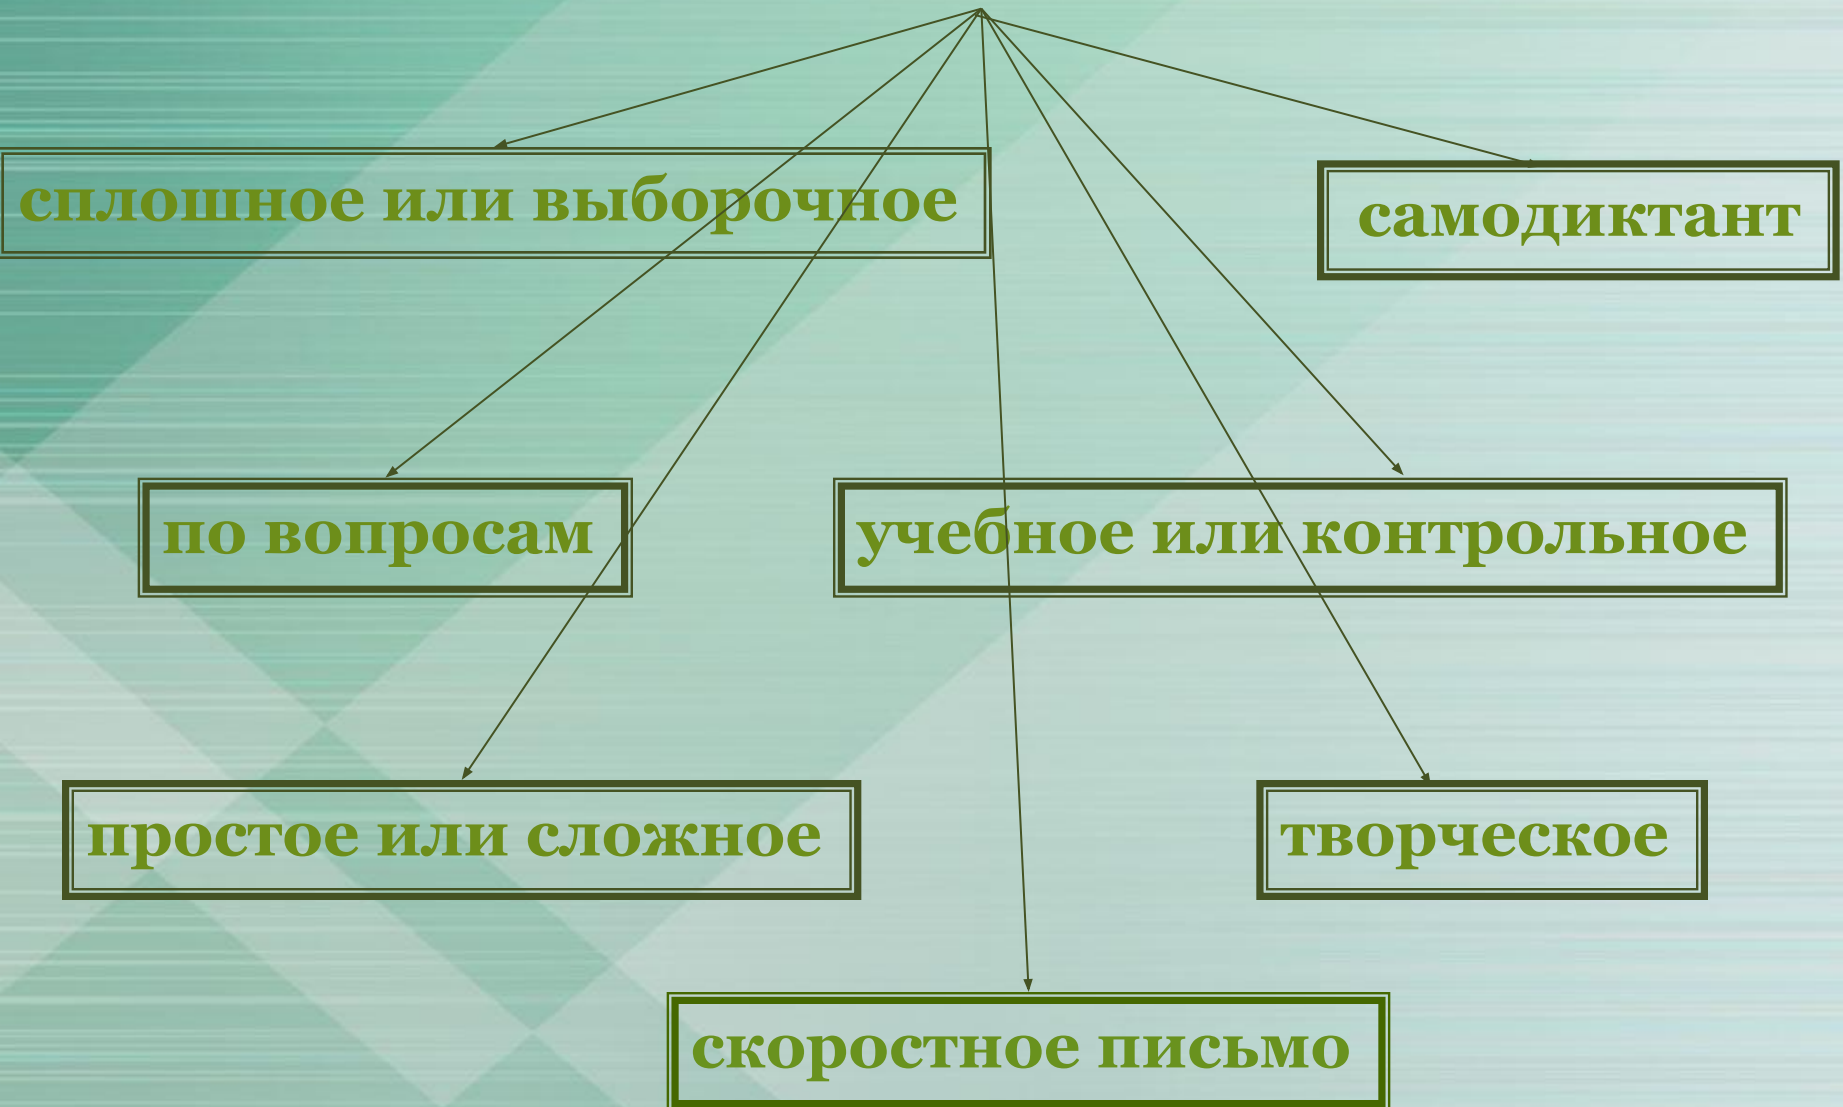 сплошное или выборочное
самодиктант
по вопросам
учебное или контрольное
простое или сложное
творческое
скоростное письмо